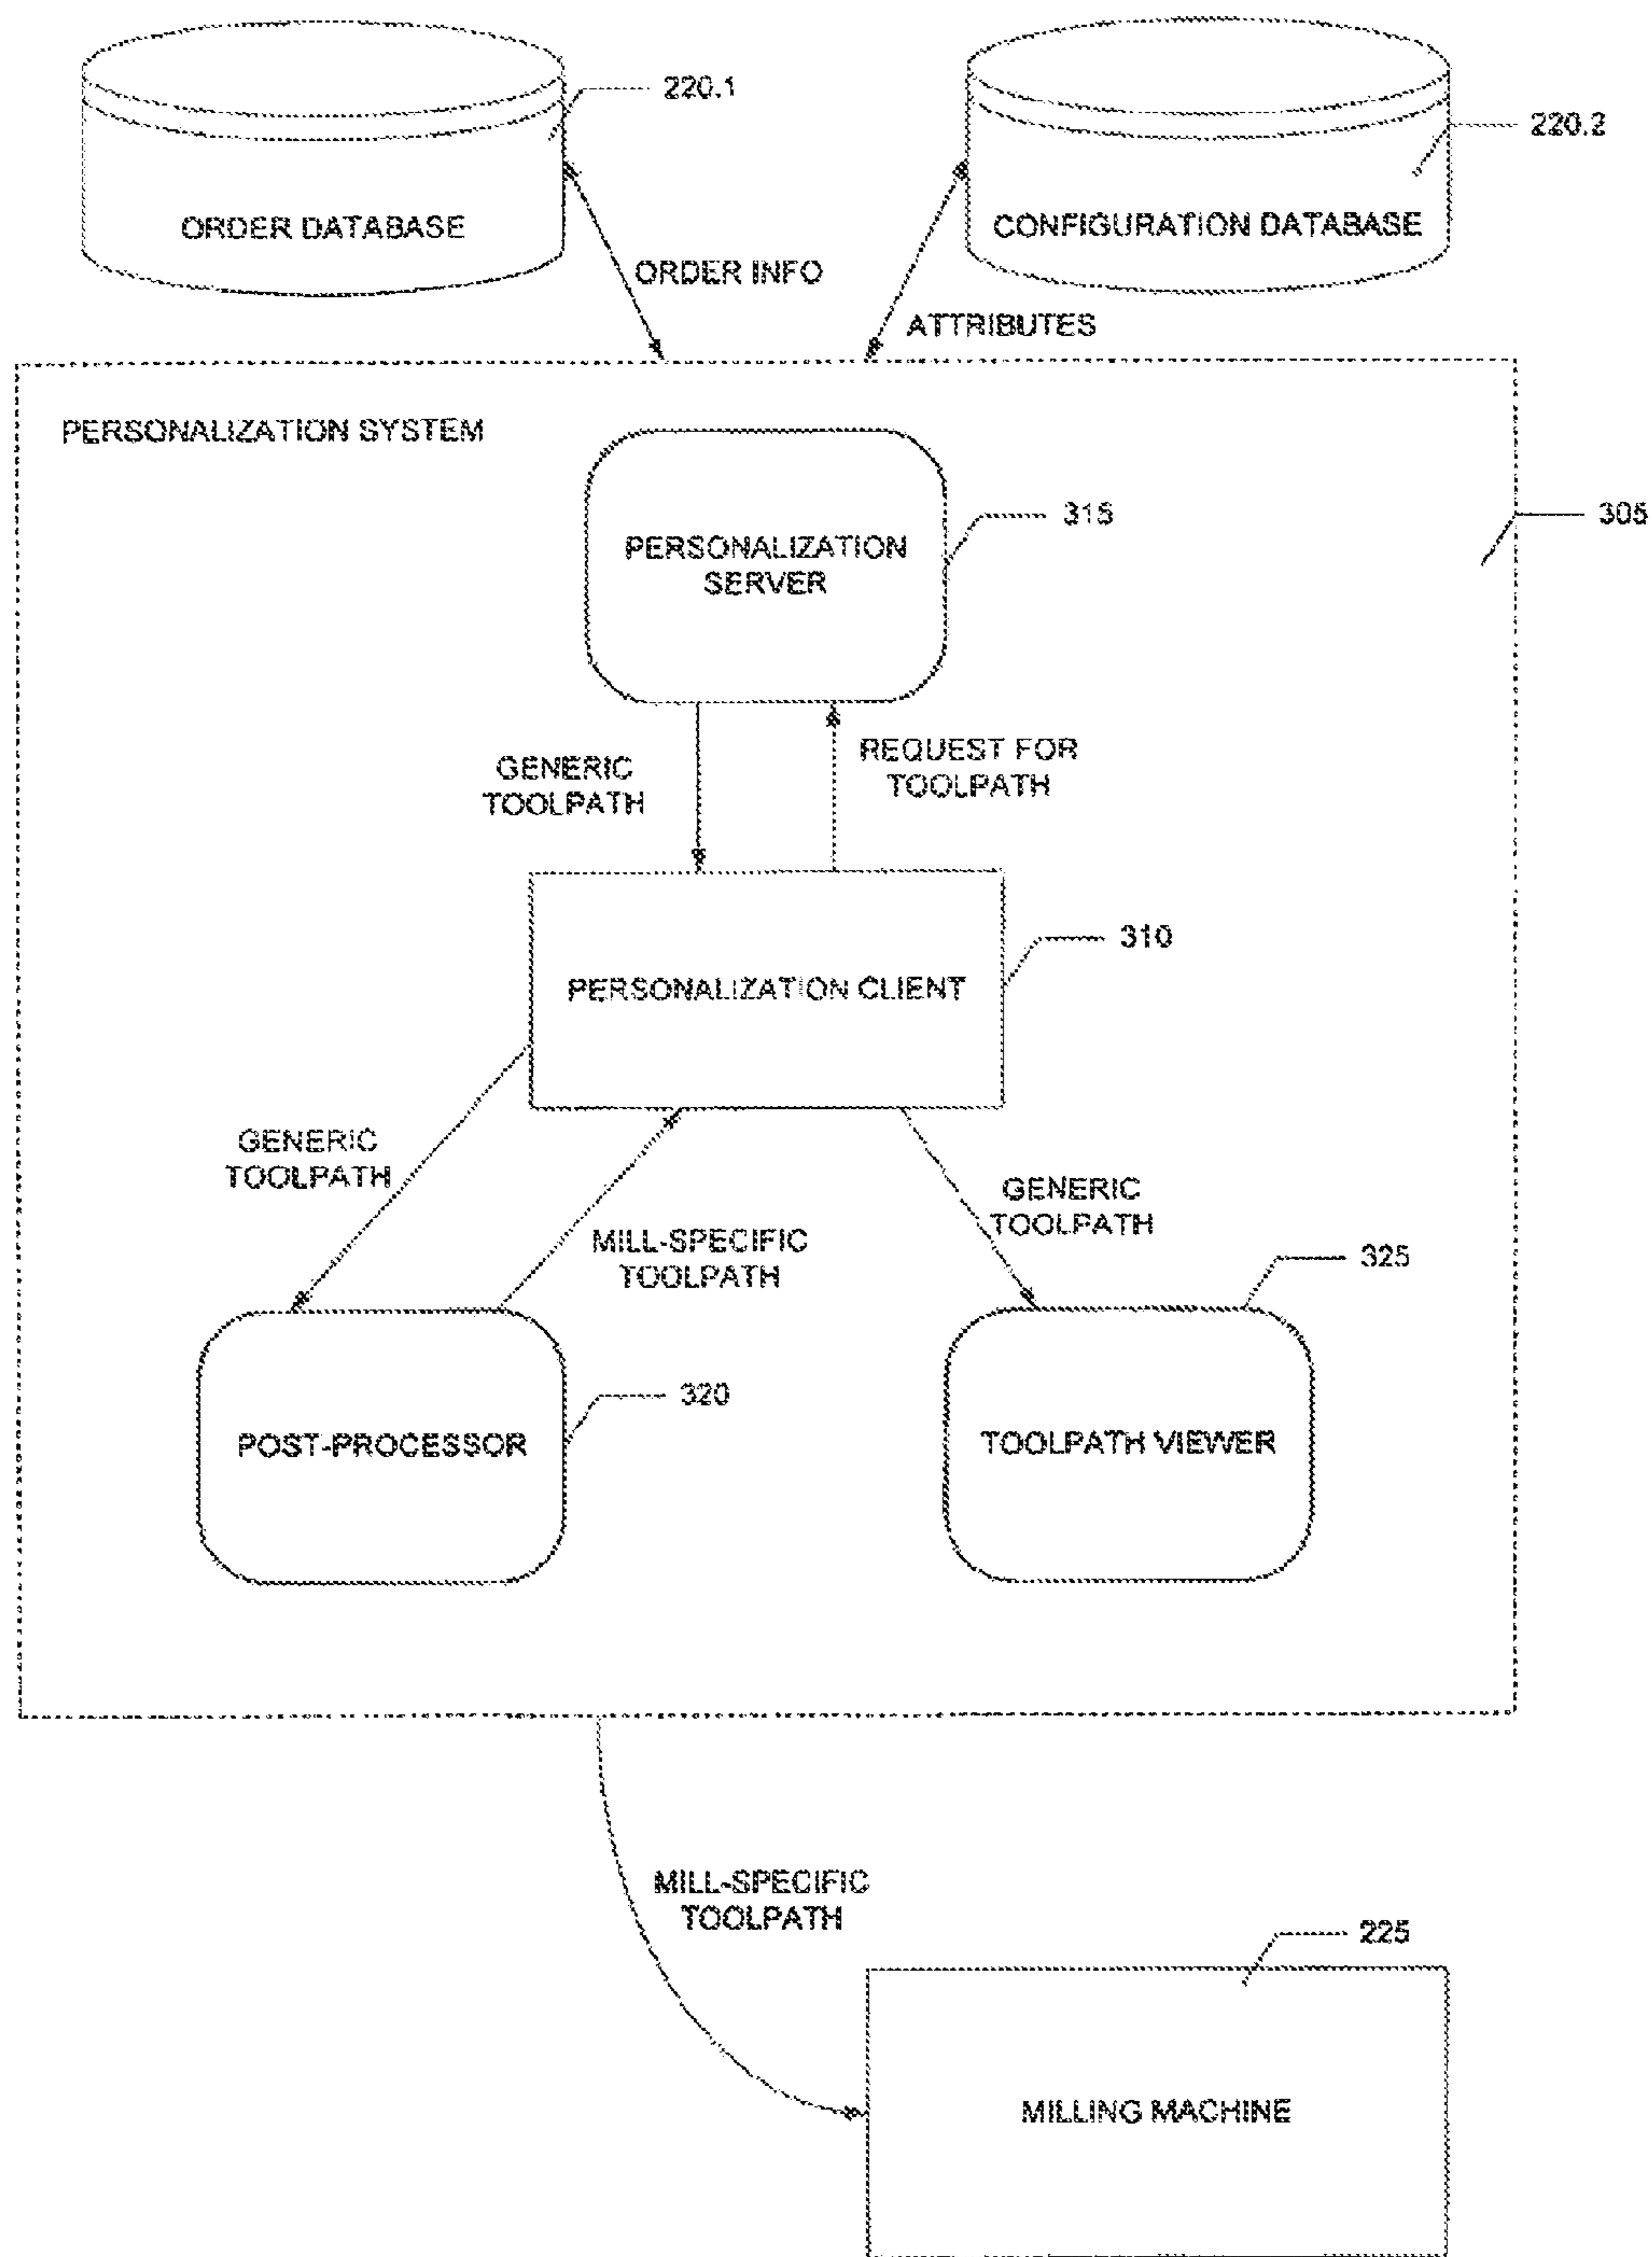 220.1
220.2
ORDER DATABASE
CONFIGURATION DATABASE
ORDER INFO
ATTRIBUTES
PERSONALIZATION SYSTEM
315
305
PERSONALIZATION
SERVER
GENERIC
TOOLPATH
REQUEST FOR
TOOLPATH
310
PERSONALIZATION CLIENT
GENERIC
TOOLPATH
MILL-SPECIFIC
TOOLPATH
GENERIC
TOOLPATH
325
320
POST-PROCESSOR
TOOLPATH VIEWER
MILL-SPECIFIC
TOOLPATH
225
MILLING MACHINE